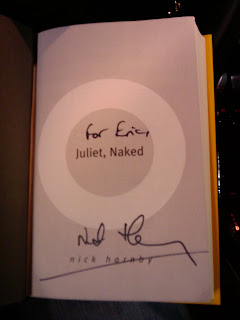 for Eric,
Juliet, Naked
nick hornby